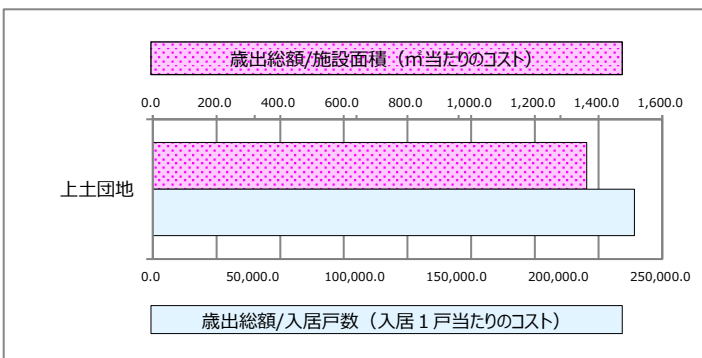 歳出総額/施設面積（㎡当たりのコスト）
0.0 200.0 400.0 600.0 800.0 1,000.0 1,200.0 1,400.0 1,600.0
上土団地
0.0 50,000.0 100,000.0 150,000.0 200,000.0 250,000.0
歳出総額/入居戸数（入居１戸当たりのコスト）